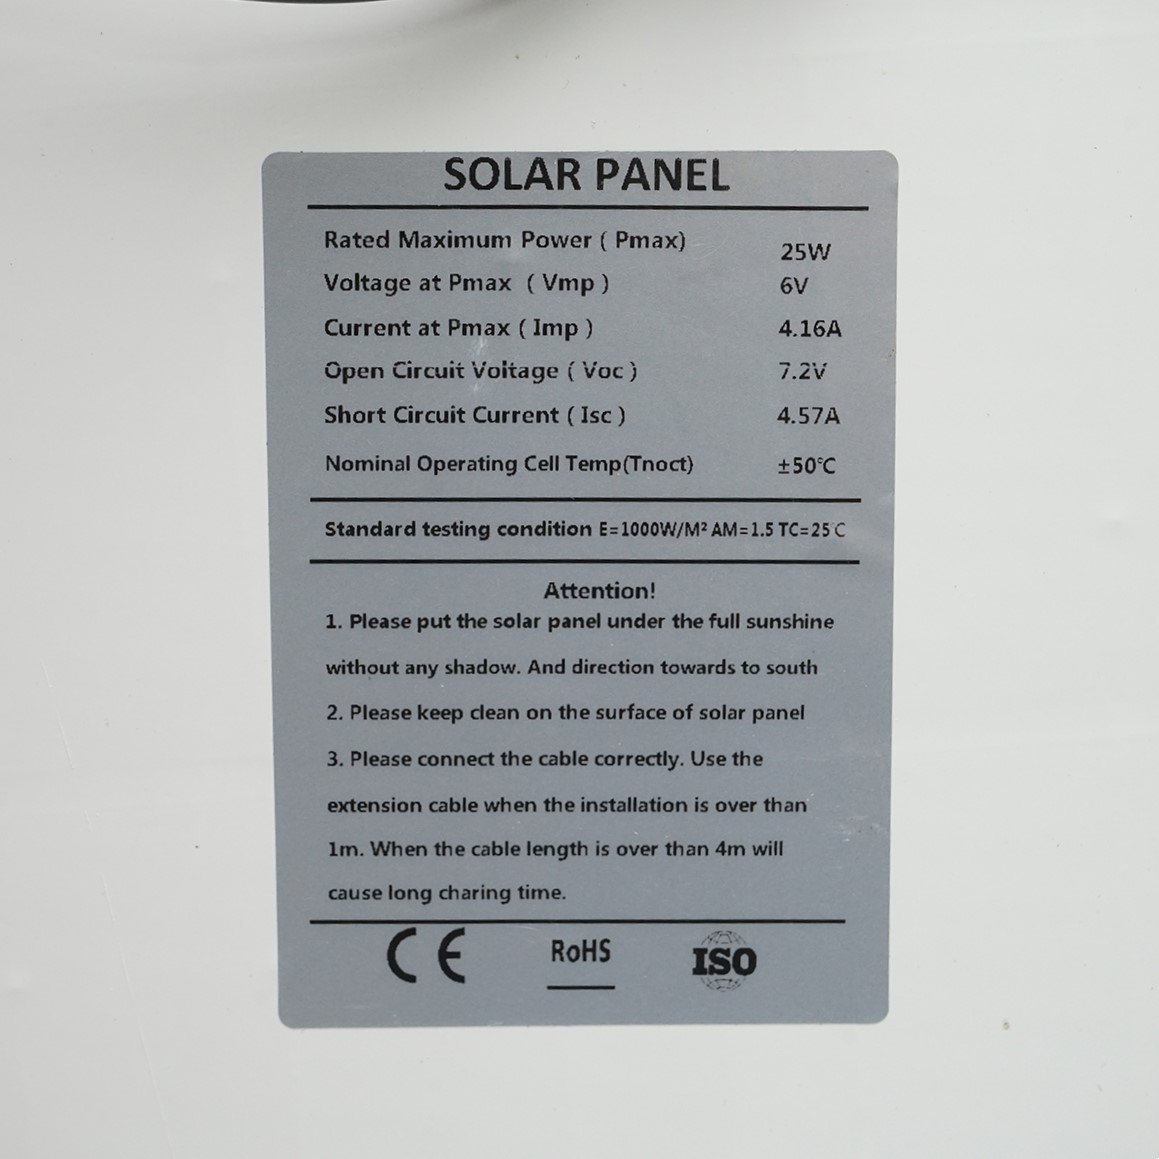 SOLAR PANEL
Rated Maximum Power ( Pmax) 25W
Voltage at Pmax ( Vmp ) 6V
Current at Pmax ( Imp ) 4.16A
Open Circuit Voltage ( Voc ) 7.2V
Short Circuit Current ( Isc ) 4.57A
Nominal Operating Cell Temp(Tnoct) ±50℃
Standard testing condition E=1000W/M² AM=1.5 TC=25℃
Attention!
1. Please put the solar panel under the full sunshine
without any shadow. And direction towards to south
2. Please keep clean on the surface of solar panel
3. Please connect the cable correctly. Use the
extension cable when the installation is over than
1m. When the cable length is over than 4m will
cause long charing time.
CE RoHS ISO